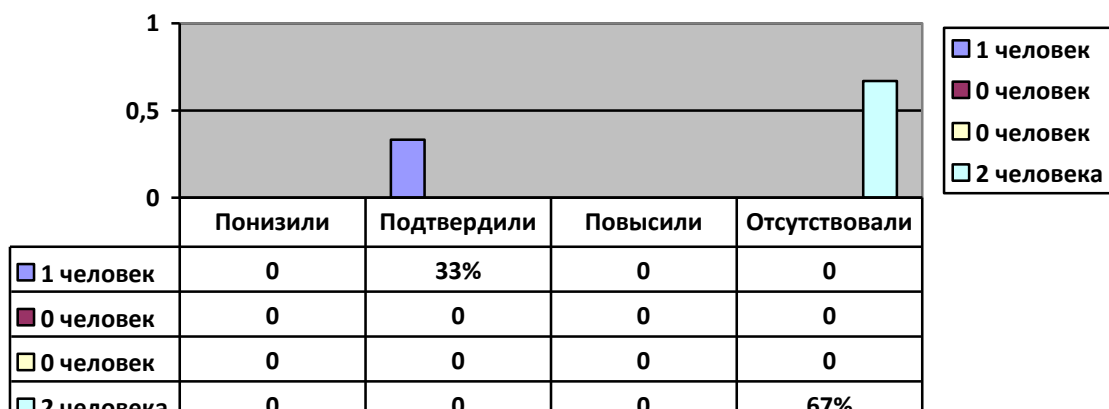 1
0,5
0
1 человек
0 человек
0 человек
2 человека
Понизили Подтвердили Повысили Отсутствовали
1 человек 0 33% 0 0
0 человек 0 0 0 0
0 человек 0 0 0 0
2 человека 0 0 0 67%